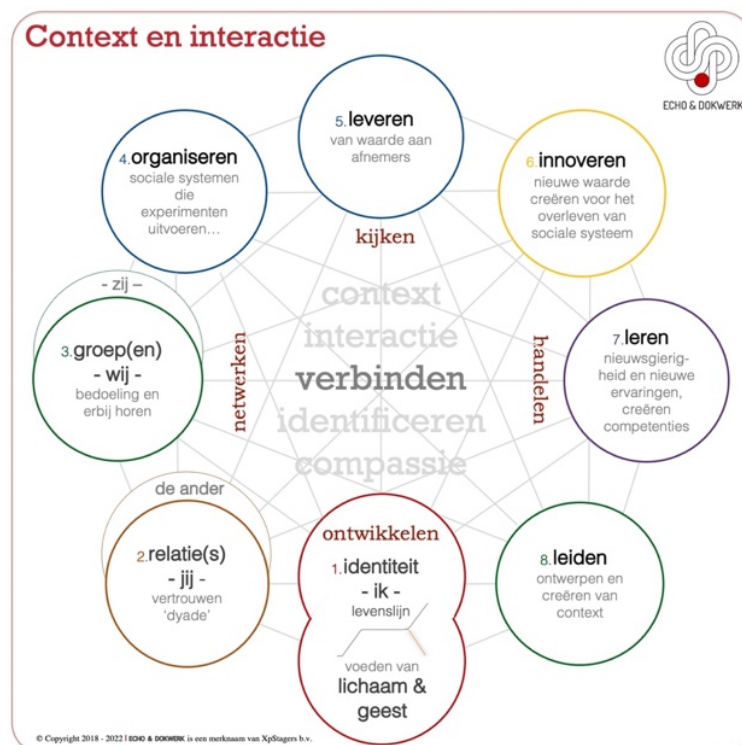 Context en interactie
ECHO & DOKWERK
5.leveren
van waarde aan
afnemers
4.organiseren
sociale systemen
die
experimenten
uitvoeren...
6.innoveren
nieuwe waarde
creëren voor het
overleven van
sociale systeem
kijken
- zij –
3.groep(en)
- wij -
bedoeling en
erbij horen
netwerken
context
interactie
verbinden
identificeren
compassie
handelen
7.leren
nieuwsgierig-
heid en nieuwe
ervaringen,
creëren
competenties
de ander
2.relatie(s)
- jij -
vertrouwen
‘dyade’
ontwikkelen
1.identiteit
- ik -
levenslijn
voeden van
lichaam &
geest
8.leiden
ontwerpen en
creëren van
context
© Copyright 2018 - 2022 | ECHO & DOKWERK is een merknaam van XpStagers b.v.